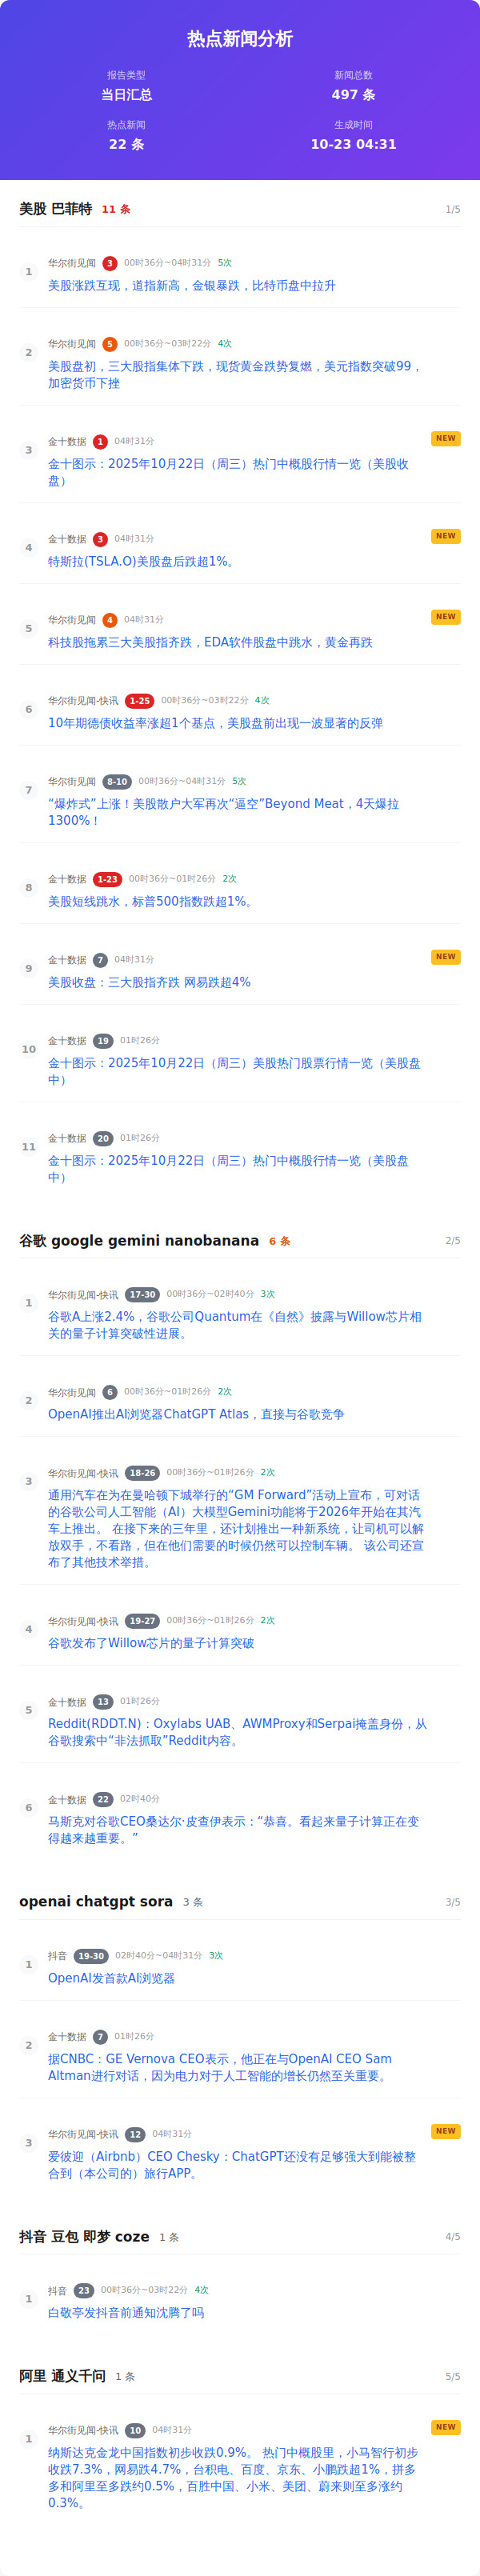 热点新闻分析
报告类型
当日汇总
新闻总数
497 条
热点新闻
22 条
生成时间
10-23 04:31
美股 巴菲特 11 条 1/5
1
华尔街见闻 3 00时36分~04时31分 5次
美股涨跌互现，道指新高，金银暴跌，比特币盘中拉升
2
华尔街见闻 5 00时36分~03时22分 4次
美股盘初，三大股指集体下跌，现货黄金跌势复燃，美元指数突破99，
加密货币下挫
3
金十数据 1 04时31分 NEW
金十图示：2025年10月22日（周三）热门中概股行情一览（美股收
盘）
4
金十数据 3 04时31分 NEW
特斯拉(TSLA.O)美股盘后跌超1%。
5
华尔街见闻 4 04时31分 NEW
科技股拖累三大美股指齐跌，EDA软件股盘中跳水，黄金再跌
6
华尔街见闻-快讯 1-25 00时36分~03时22分 4次
10年期德债收益率涨超1个基点，美股盘前出现一波显著的反弹
7
华尔街见闻 8-10 00时36分~04时31分 5次
“爆炸式”上涨！美股散户大军再次“逼空”Beyond Meat，4天爆拉
1300%！
8
金十数据 1-23 00时36分~01时26分 2次
美股短线跳水，标普500指数跌超1%。
9
金十数据 7 04时31分 NEW
美股收盘：三大股指齐跌 网易跌超4%
10
金十数据 19 01时26分
金十图示：2025年10月22日（周三）美股热门股票行情一览（美股盘
中）
11
金十数据 20 01时26分
金十图示：2025年10月22日（周三）热门中概股行情一览（美股盘
中）
谷歌 google gemini nanobanana 6 条 2/5
1
华尔街见闻-快讯 17-30 00时36分~02时40分 3次
谷歌A上涨2.4%，谷歌公司Quantum在《自然》披露与Willow芯片相
关的量子计算突破性进展。
2
华尔街见闻 6 00时36分~01时26分 2次
OpenAI推出AI浏览器ChatGPT Atlas，直接与谷歌竞争
3
华尔街见闻-快讯 18-26 00时36分~01时26分 2次
通用汽车在为在曼哈顿下城举行的“GM Forward”活动上宣布，可对话
的谷歌公司人工智能（AI）大模型Gemini功能将于2026年开始在其汽
车上推出。 在接下来的三年里，还计划推出一种新系统，让司机可以解
放双手，不看路，但在他们需要的时候仍然可以控制车辆。 该公司还宣
布了其他技术举措。
4
华尔街见闻-快讯 19-27 00时36分~01时26分 2次
谷歌发布了Willow芯片的量子计算突破
5
金十数据 13 01时26分
Reddit(RDDT.N)：Oxylabs UAB、AWMProxy和Serpai掩盖身份，从
谷歌搜索中“非法抓取”Reddit内容。
6
金十数据 22 02时40分
马斯克对谷歌CEO桑达尔·皮查伊表示：“恭喜。看起来量子计算正在变
得越来越重要。”
openai chatgpt sora 3 条 3/5
1
抖音 19-30 02时40分~04时31分 3次
OpenAI发首款AI浏览器
2
金十数据 7 01时26分
据CNBC：GE Vernova CEO表示，他正在与OpenAI CEO Sam
Altman进行对话，因为电力对于人工智能的增长仍然至关重要。
3
华尔街见闻-快讯 12 04时31分 NEW
爱彼迎（Airbnb）CEO Chesky：ChatGPT还没有足够强大到能被整
合到（本公司的）旅行APP。
抖音 豆包 即梦 coze 1 条 4/5
1
抖音 23 00时36分~03时22分 4次
白敬亭发抖音前通知沈腾了吗
阿里 通义千问 1 条 5/5
1
华尔街见闻-快讯 10 04时31分 NEW
纳斯达克金龙中国指数初步收跌0.9%。 热门中概股里，小马智行初步
收跌7.3%，网易跌4.7%，台积电、百度、京东、小鹏跌超1%，拼多
多和阿里至多跌约0.5%，百胜中国、小米、美团、蔚来则至多涨约
0.3%。